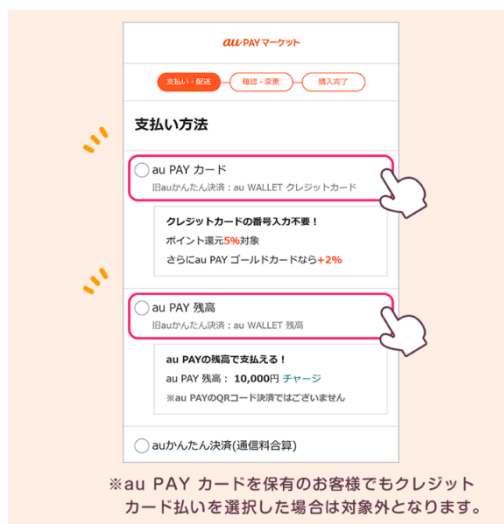 au PAY マーケット
支払い・配送 確認・変更 購入完了
支払い方法
au PAY カード
旧auかんたん決済：au WALLET クレジットカード
クレジットカードの番号入力不要！
ポイント還元5%対象
さらにau PAY ゴールドカードなら+2%
au PAY 残高
旧auかんたん決済：au WALLET 残高
au PAYの残高で支払える！
au PAY 残高： 10,000円 チャージ
※au PAYのQRコード決済ではございません
auかんたん決済(通信料合算)
※au PAY カードを保有のお客様でもクレジット
カード払いを選択した場合は対象外となります。